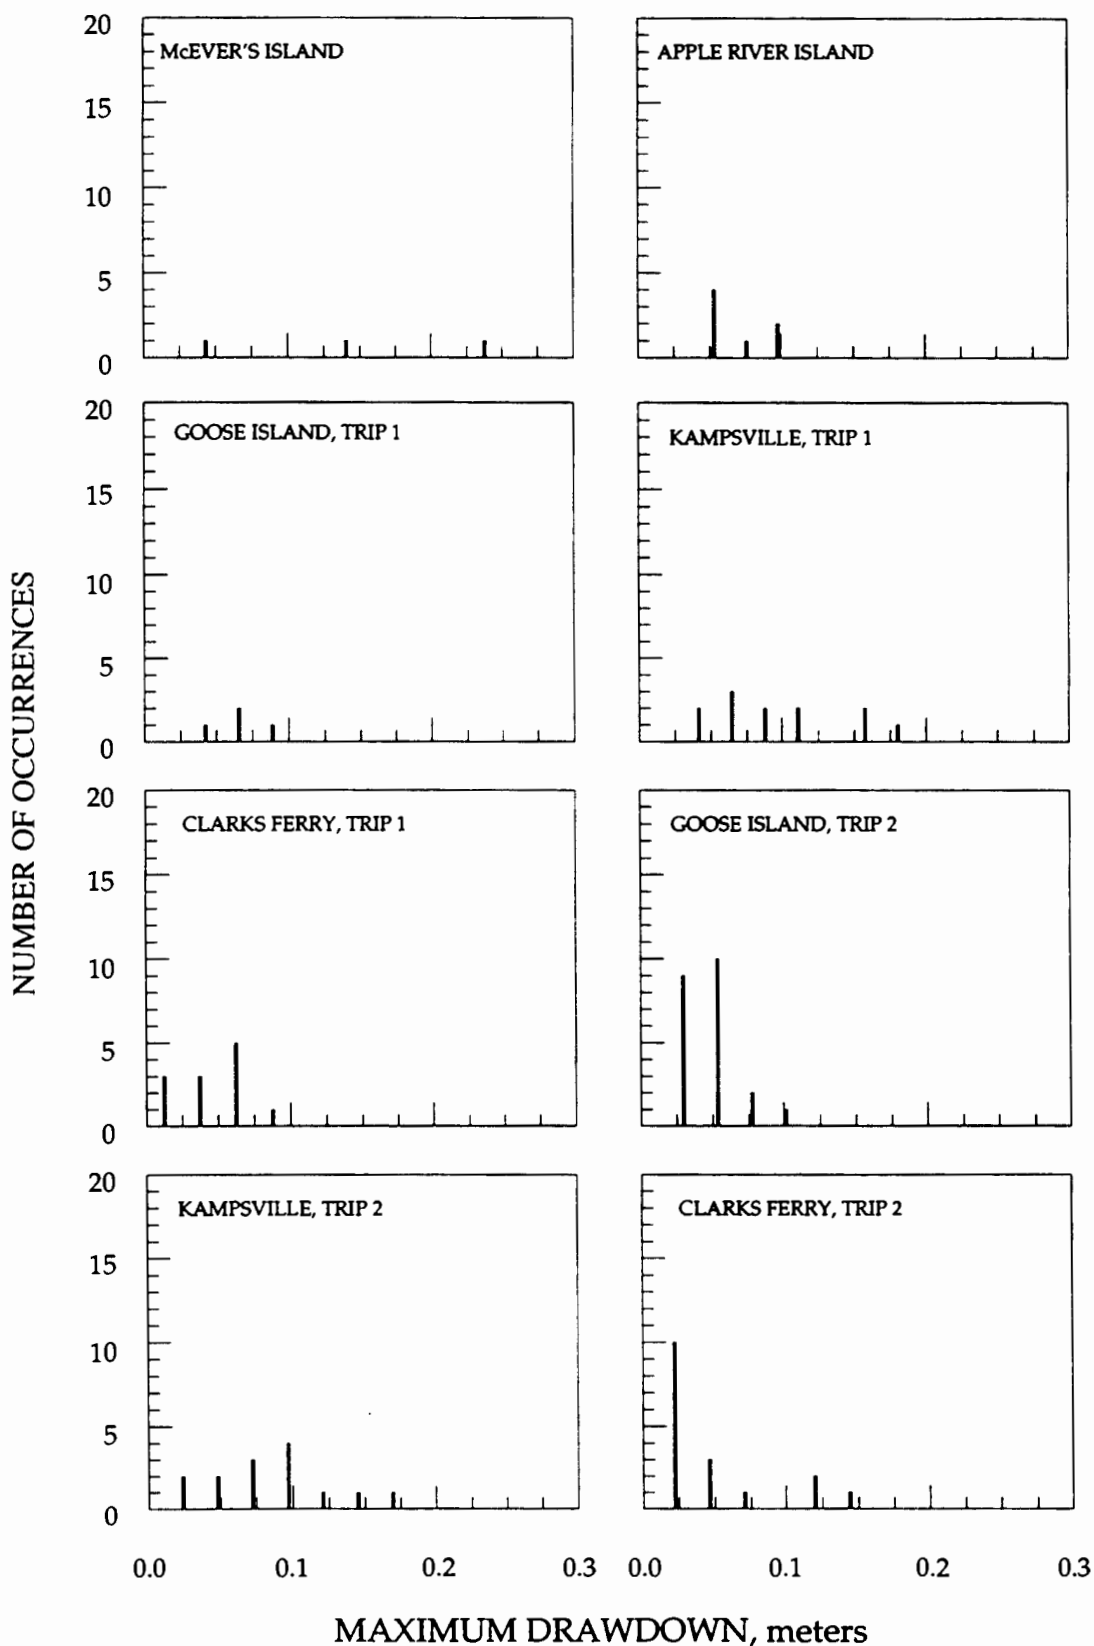 20
15
10
5
0
McEVER'S ISLAND
APPLE RIVER ISLAND
20
15
10
5
0
GOOSE ISLAND, TRIP 1
KAMPSVILLE, TRIP 1
20
15
10
5
0
CLARKS FERRY, TRIP 1
GOOSE ISLAND, TRIP 2
20
15
10
5
0
KAMPSVILLE, TRIP 2
CLARKS FERRY, TRIP 2
0.0 0.1 0.2 0.3
0.0 0.1 0.2 0.3
NUMBER OF OCCURRENCES
MAXIMUM DRAWDOWN, meters